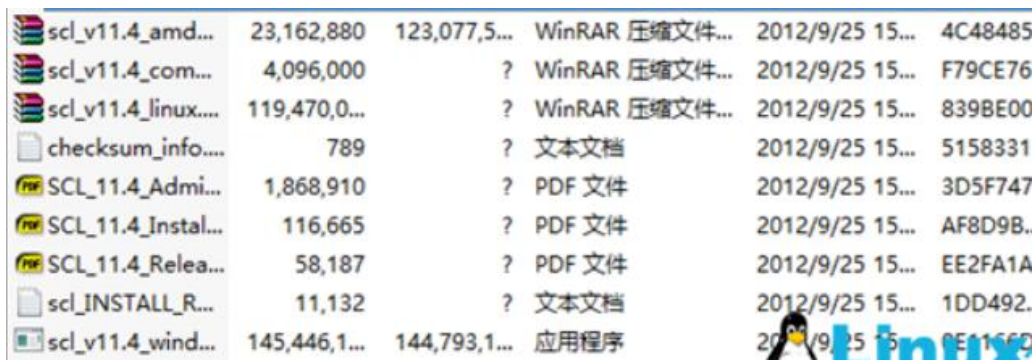 scl_v11.4_amd... 23,162,880 123,077,5... WinRAR 压缩文件... 2012/9/25 15... 4C48485
scl_v11.4_com... 4,096,000 ? WinRAR 压缩文件... 2012/9/25 15... F79CE76
scl_v11.4_linux.... 119,470,0... ? WinRAR 压缩文件... 2012/9/25 15... 839BE00
checksum_info.... 789 ? 文本文档 2012/9/25 15... 5158331
SCL_11.4_Admi... 1,868,910 ? PDF 文件 2012/9/25 15... 3D5F747
SCL_11.4_Instal... 116,665 ? PDF 文件 2012/9/25 15... AF8D9B...
SCL_11.4_Relea... 58,187 ? PDF 文件 2012/9/25 15... EE2FA1A
scl_INSTALL_R... 11,132 ? 文本文档 2012/9/25 15... 1DD492...
scl_v11.4_wind... 145,446,1... 144,793,1... 应用程序
Linux